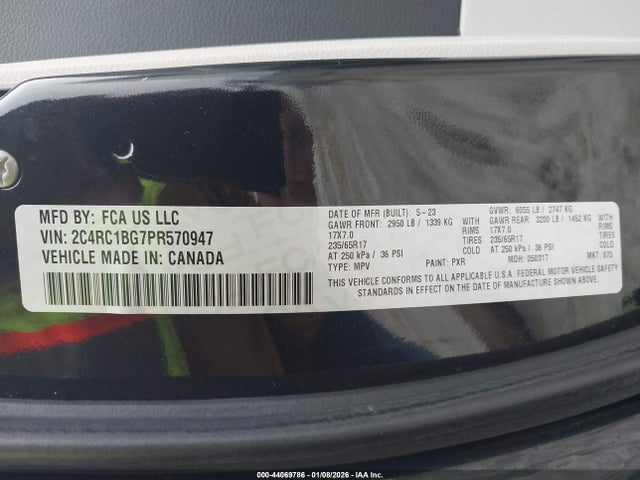 MFD BY: FCA US LLC
VIN: 2C4RC1BG7PR570947
VEHICLE MADE IN: CANADA
DATE OF MFR (BUILT): 5-23
GAWR FRONT: 2950 LB / 1339 KG WITH
17X7.0 RIMS
235/65R17 TIRES
AT 250 kPa / 36 PSI
TYPE: MPV PAINT: PXR
GVWR: 6055 LB / 2747 KG
GAWR REAR: 3200 LB / 1452 KG WITH
17X7.0 RIMS
235/65R17 TIRES
AT 250 kPa / 36 PSI
MDH: 050317 MKT: 875
THIS VEHICLE CONFORMS TO ALL APPLICABLE U.S.A. FEDERAL MOTOR VEHICLE SAFETY
STANDARDS IN EFFECT ON THE DATE OF MANUFACTURE SHOWN ABOVE.
000-44069786 - 01/08/2026 - IAA Inc.